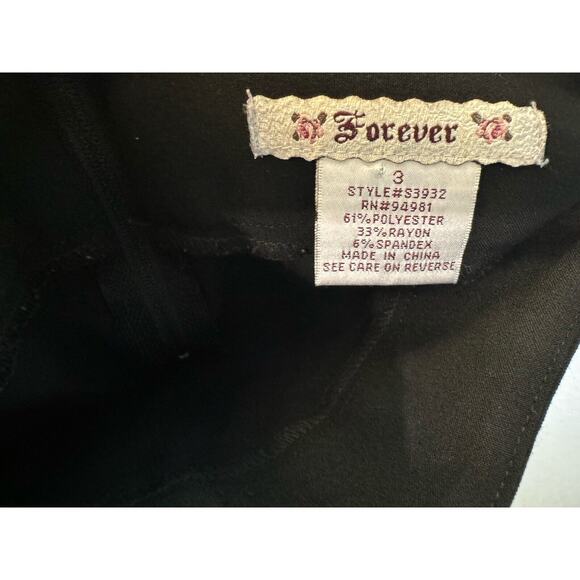 Forever
3
STYLE#S3932
RN#94981
61%POLYESTER
33%RAYON
6%SPANDEX
MADE IN CHINA
SEE CARE ON REVERSE